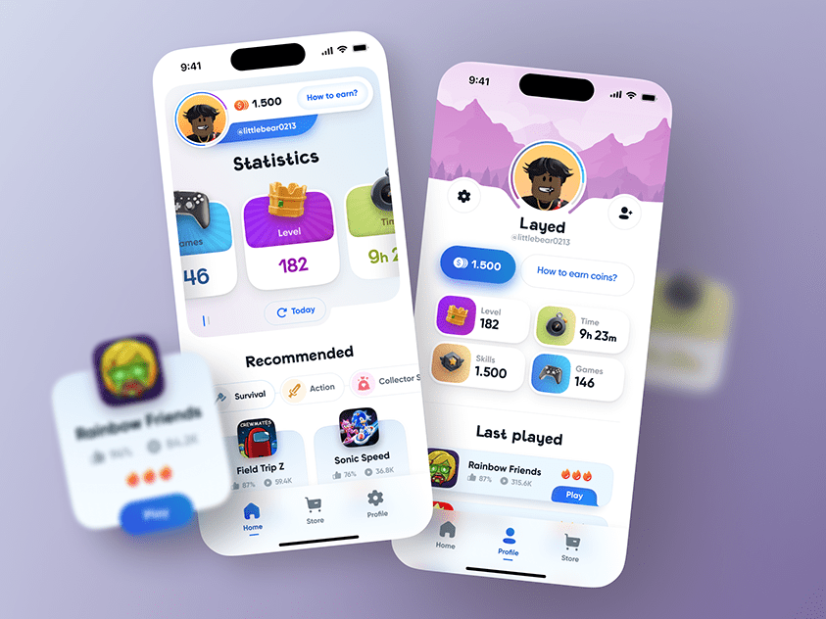 9:41
1.500
How to earn?
@littlebear0213
Statistics
ames
46
Level
182
Tim
9h 2
Today
Recommended
Survival
Action
Collector S
CREWMATES
Field Trip Z
87% 59.4K
Sonic Speed
76% 36.8K
Home
Store
Profile
9:41
Layed
@littlebear0213
1.500
How to earn coins?
Level
182
Time
9h 23m
Skills
1.500
Games
146
Last played
Rainbow Friends
87% 315.6K
Play
Home
Profile
Store
Rainbow Friends
94% 84.2K
Play